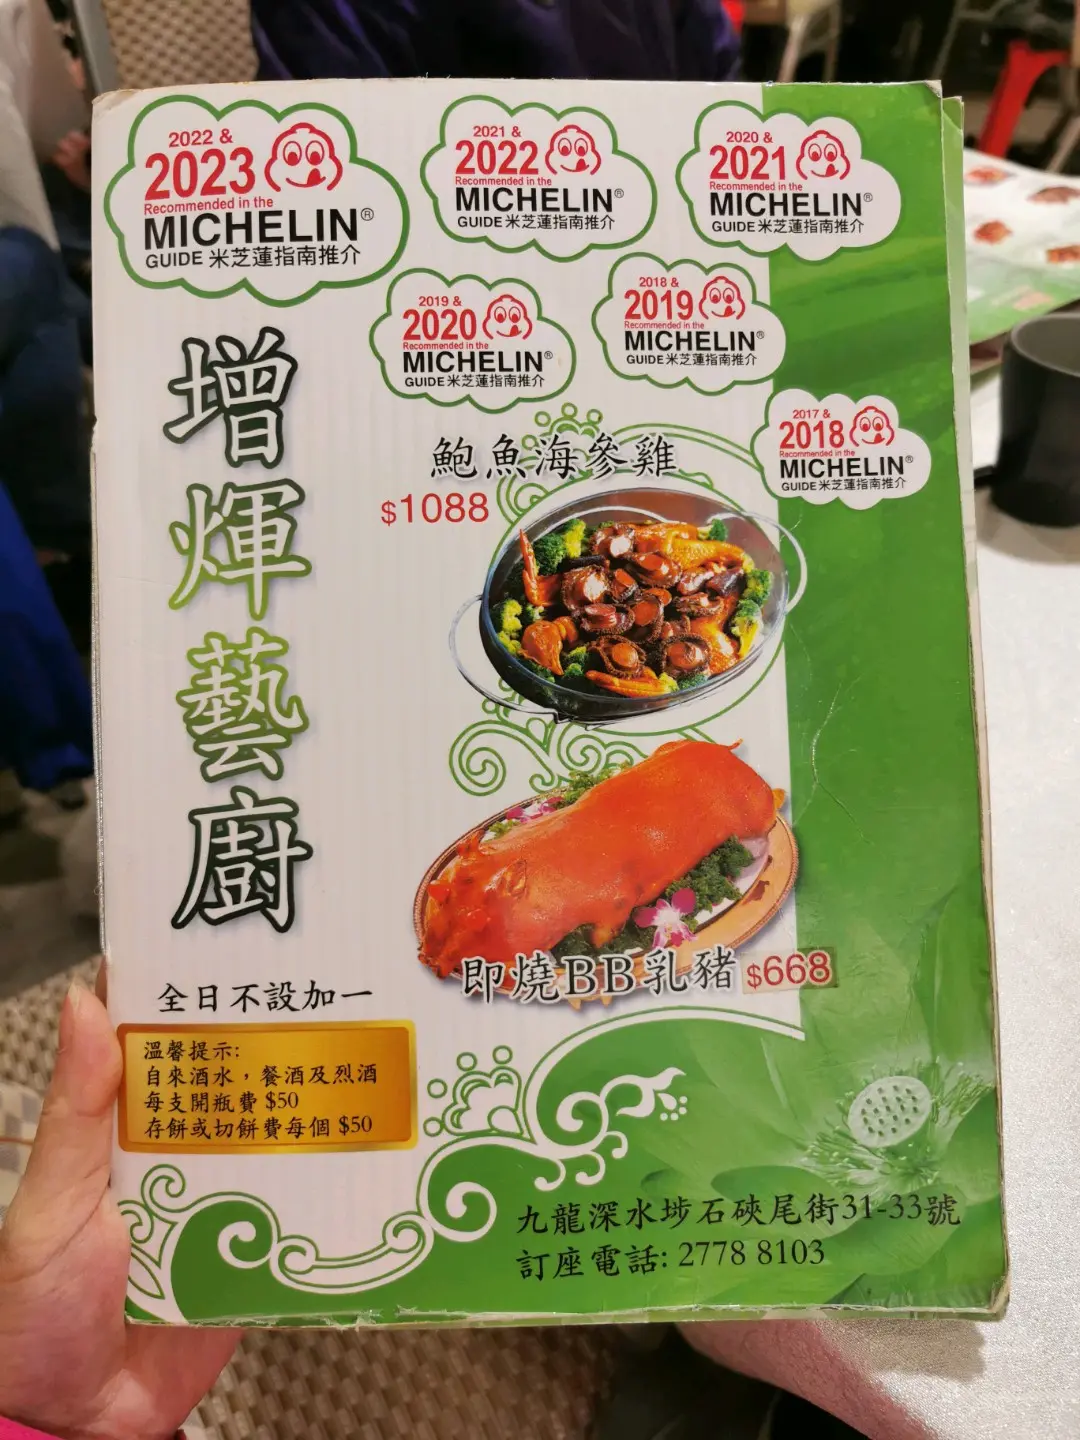 2022 &
2023
Recommended in the
MICHELIN®
GUIDE 米芝蓮指南推介
2021 &
2022
Recommended in the
MICHELIN®
GUIDE 米芝蓮指南推介
2020 &
2021
Recommended in the
MICHELIN®
GUIDE 米芝蓮指南推介
2019 &
2020
Recommended in the
MICHELIN®
GUIDE 米芝蓮指南推介
2018 &
2019
Recommended in the
MICHELIN®
GUIDE 米芝蓮指南推介
2017 &
2018
Recommended in the
MICHELIN®
GUIDE 米芝蓮指南推介
增煇藝廚
鮑魚海參雞
$1088
即燒BB乳豬 $668
全日不設加一
溫馨提示:
自來酒水，餐酒及烈酒
每支開瓶費 $50
存餅或切餅費每個 $50
九龍深水埗石硤尾街31-33號
訂座電話: 2778 8103